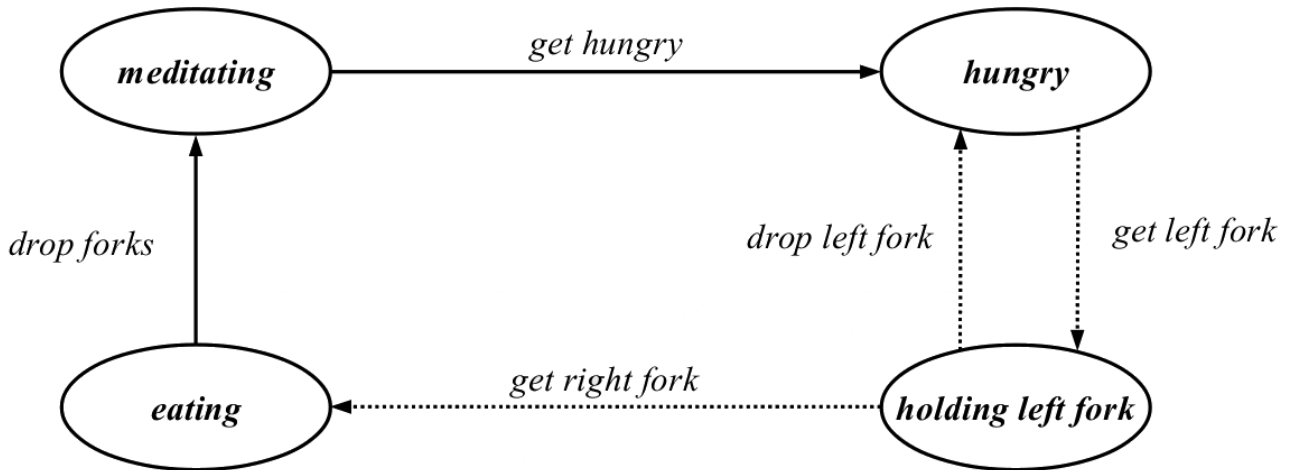 meditating
get hungry
hungry
drop forks
drop left fork
get left fork
eating
get right fork
holding left fork